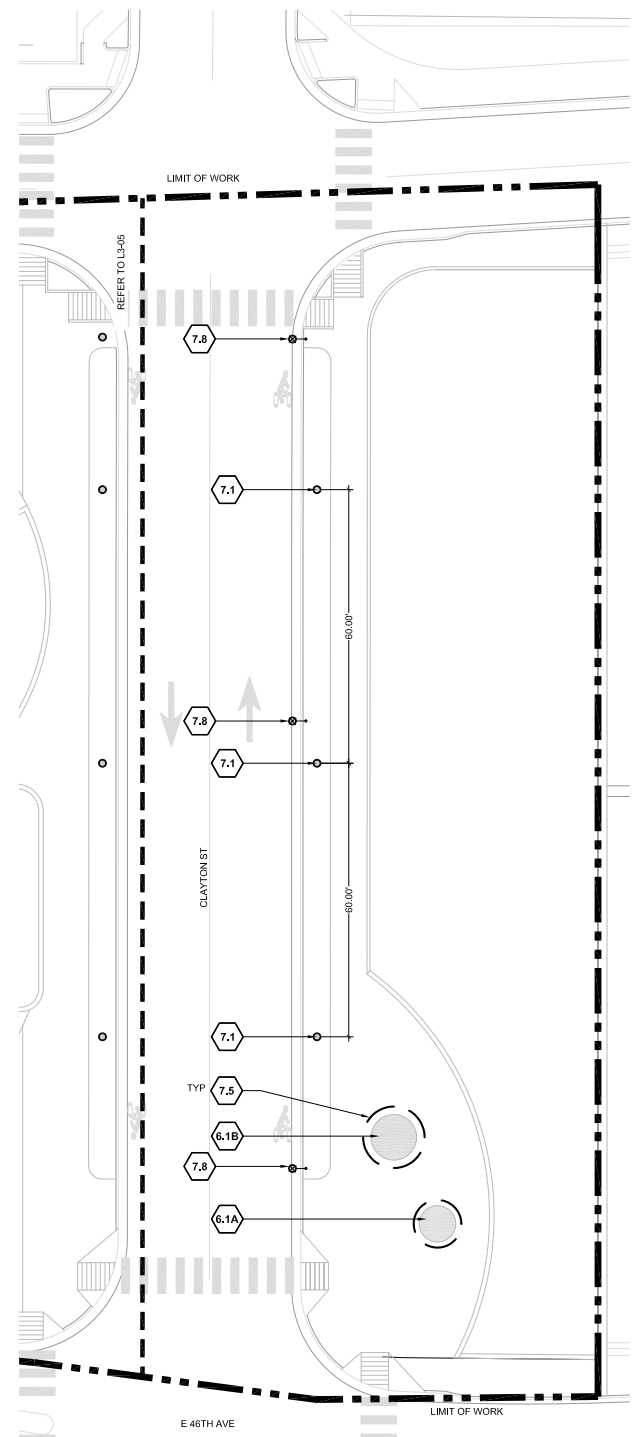 LIMIT OF WORK
REFER TO L3-05
7.8
7.1
60.00'
7.8
7.1
CLAYTON ST
60.00'
7.1
TYP 7.5
6.1B
7.8
6.1A
LIMIT OF WORK
E 46TH AVE